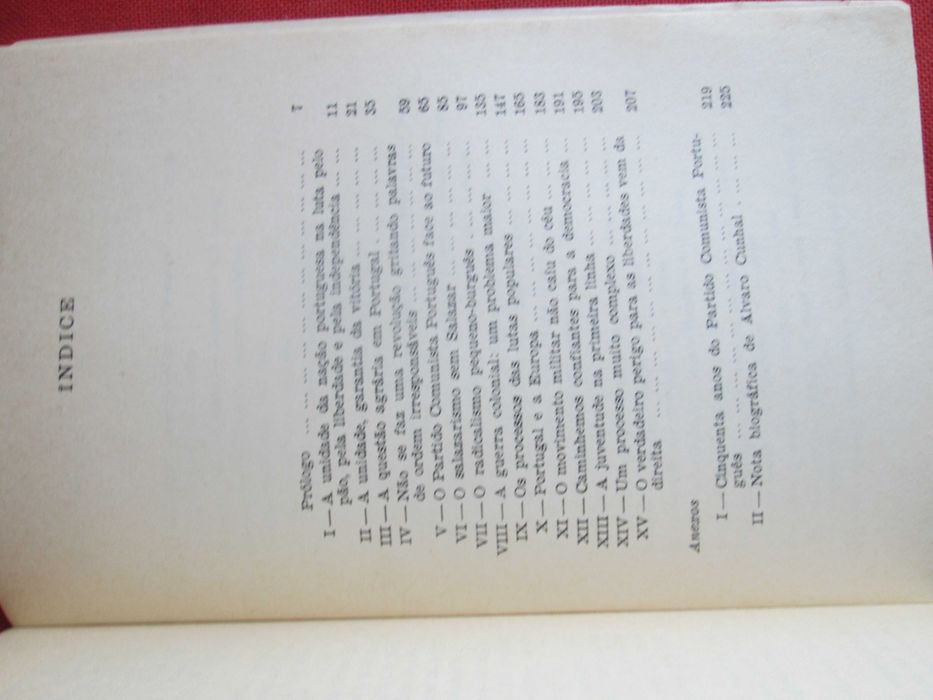 ÍNDICE
Prólogo ... ... ... ... ... ... ... ... ... ... 7
I — A unidade da nação portuguesa na luta pelo
pão, pela liberdade e pela independência ... ... 11
II — A unidade, garantia da vitória ... ... ... ... ... 21
III — A questão agrária em Portugal . ... ... ... ... 35
IV — Não se faz uma revolução gritando palavras
de ordem irresponsáveis ... ... ... ... ... ... 59
V — O Partido Comunista Português face ao futuro 65
VI — O salazarismo sem Salazar ... ... ... ... ... 85
VII — O radicalismo pequeno-burguês . ... ... ... ... 97
VIII — A guerra colonial: um problema maior ... ... 135
IX — Os processos das lutas populares ... ... ... ... 147
X — Portugal e a Europa ... ... ... ... ... ... 165
XI — O movimento militar não caiu do céu ... ... 183
XII — Caminhemos confiantes para a democracia ... 191
XIII — A juventude na primeira linha ... ... ... ... 195
XIV — Um processo muito complexo ... ... ... ... 203
XV — O verdadeiro perigo para as liberdades vem da
direita ... ... ... ... ... ... ... ... ... 207
Anexos
I — Cinquenta anos do Partido Comunista Portu-
guês ... ... ... ... ... ... ... ... ... ... 219
II — Nota biográfica de Alvaro Cunhal . ... ... ... 225